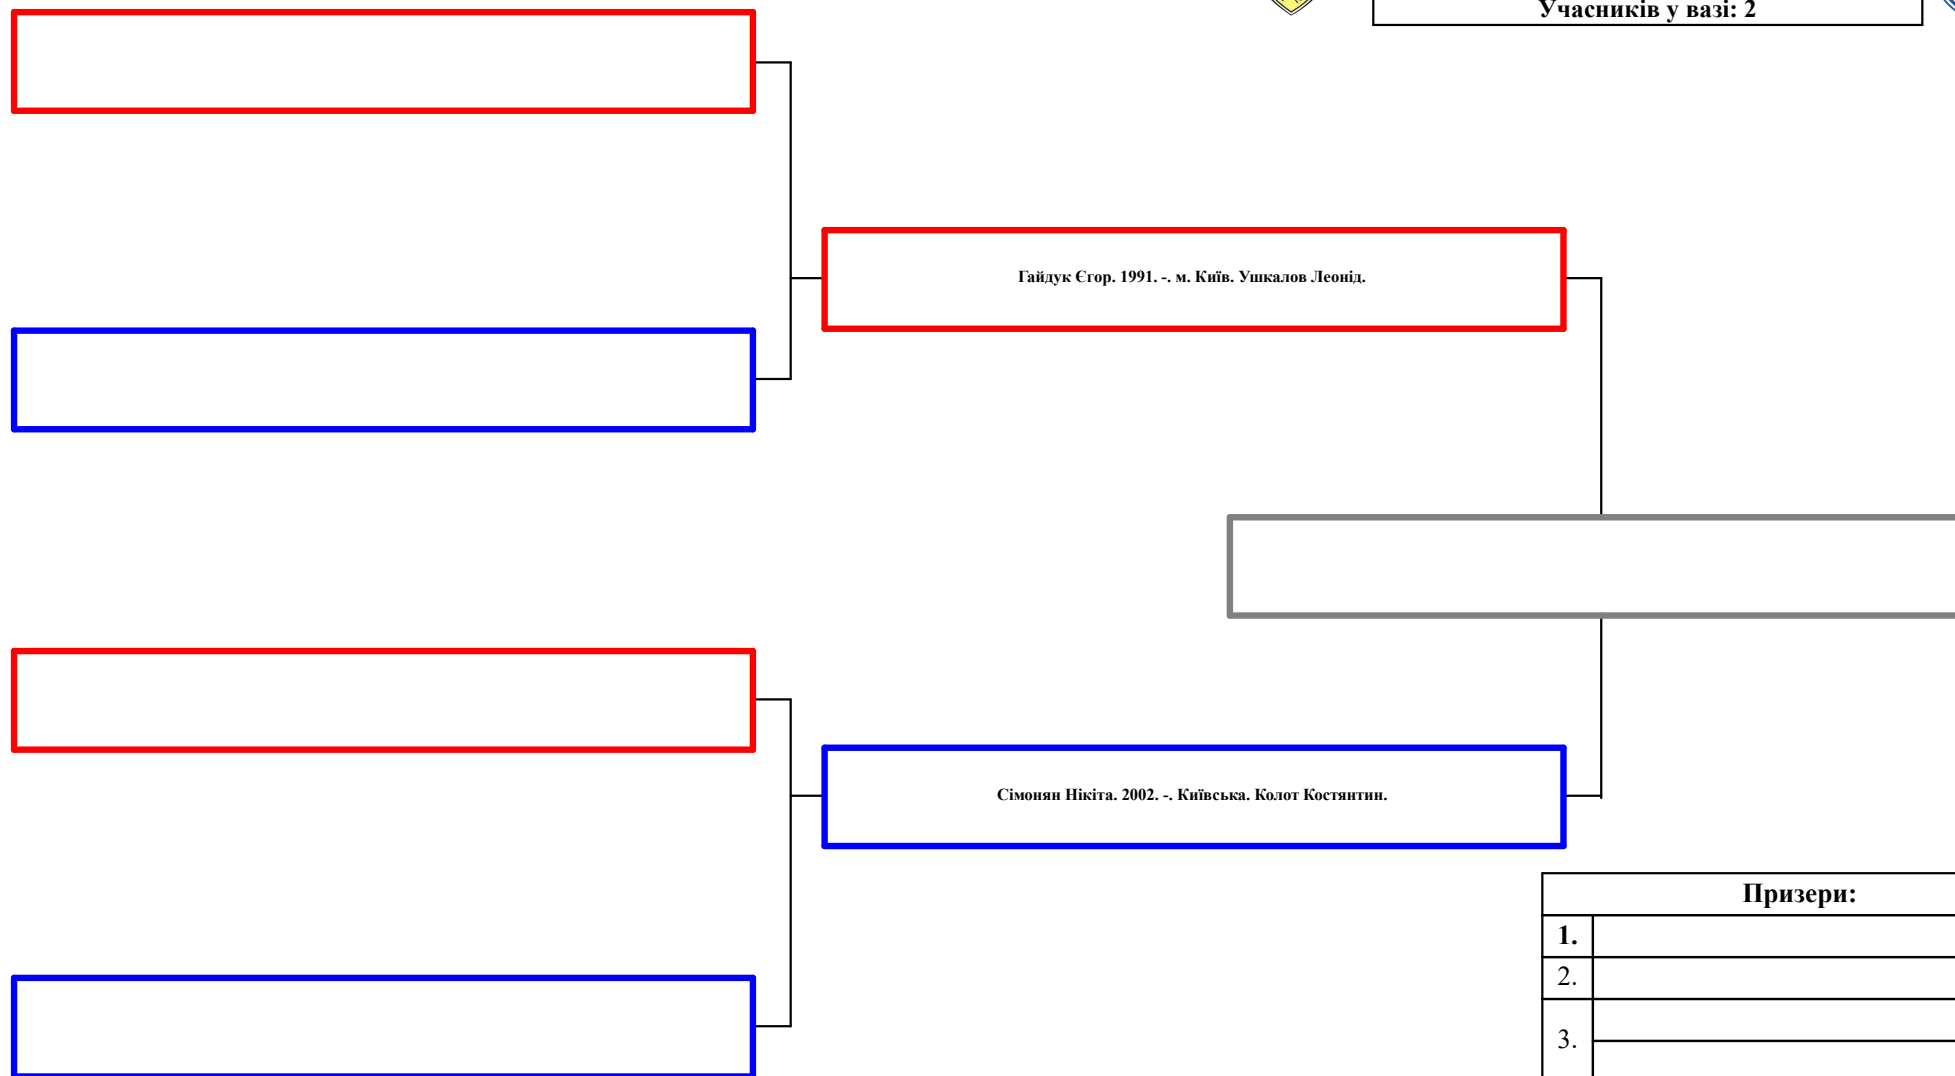 Учасників у вазі: 2
Гайдук Єгор. 1991. -. м. Київ. Ушкалов Леонід.
Сімонян Нікіта. 2002. -. Київська. Колот Костянтин.
Призери:
1.
2.
3.